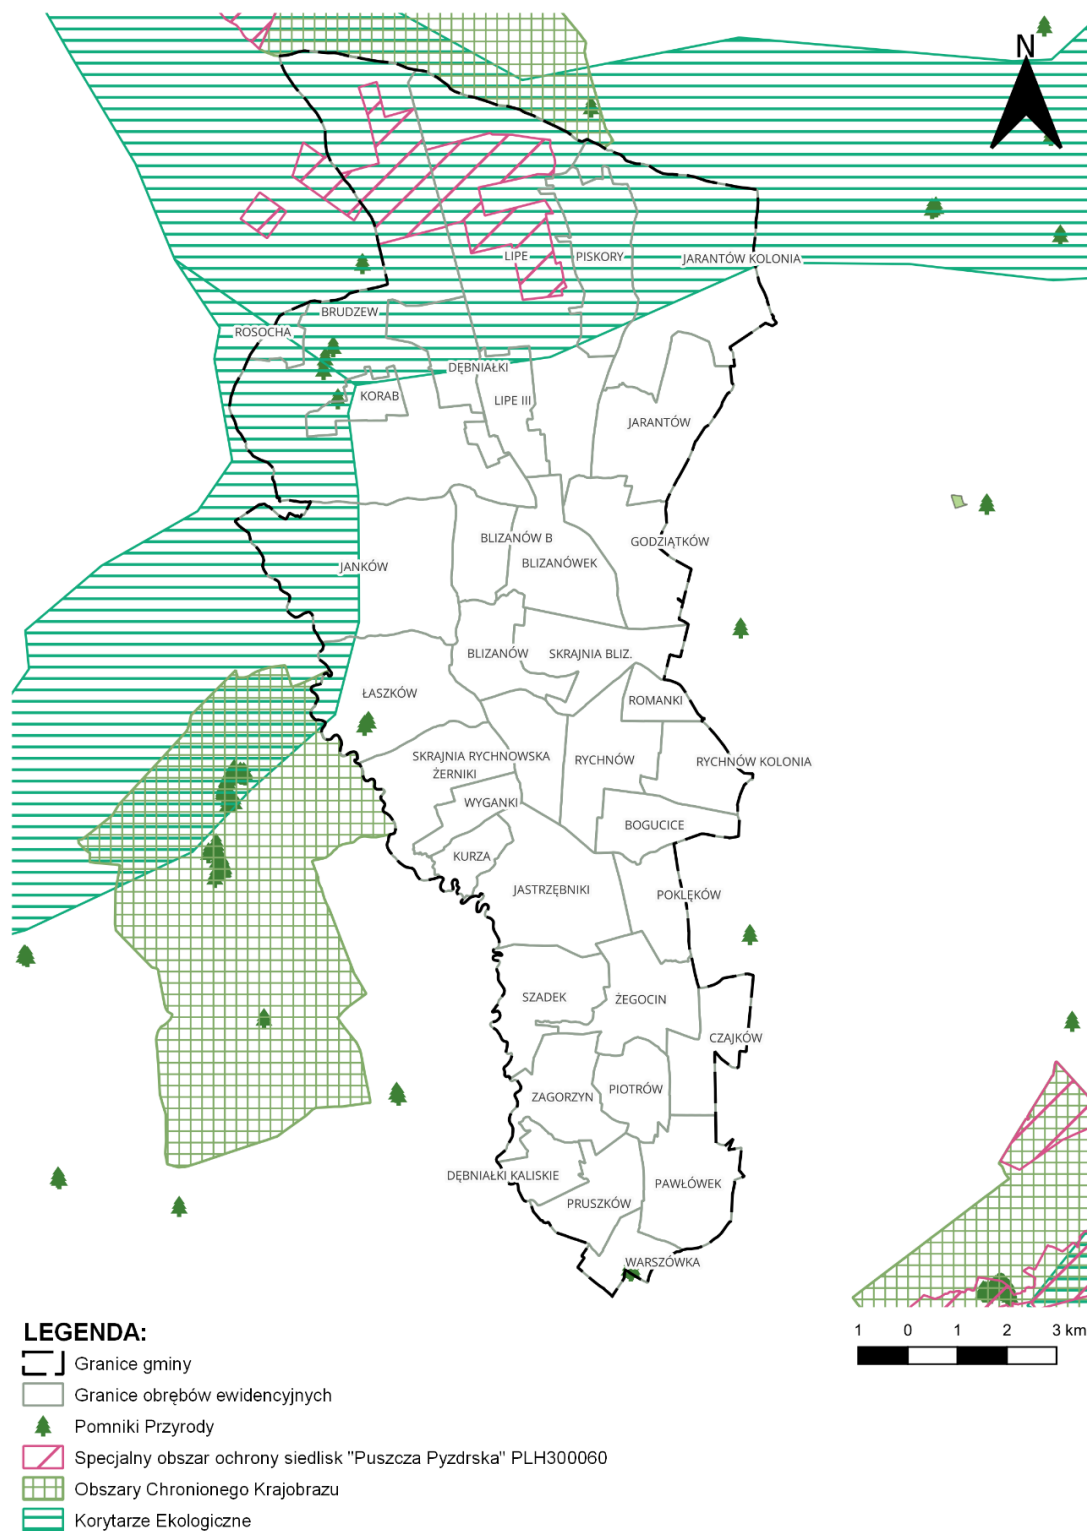 N
LIPE
PISKORY
JARANTÓW KOLONIA
BRUDZEW
ROSOCHA
DĘBNIAŁKI
KORAB
LIPE III
JARANTÓW
BLIZANÓW B
GODZIĄTKÓW
BLIZANÓWEK
JANKÓW
BLIZANÓW
SKRAJNIA BLIZ.
ŁASZKÓW
ROMANKI
SKRAJNIA RYCHNOWSKA
RYCHNÓW
RYCHNÓW KOLONIA
ŻERNIKI
WYGANKI
BOGUCICE
KURZA
JASTRZĘBNIKI
POKLĘKÓW
SZADEK
ŻEGOCIN
CZAJKÓW
ZAGORZYN
PIOTRÓW
DĘBNIAŁKI KALISKIE
PAWŁÓWEK
PRUSZKÓW
WARSZÓWKA
LEGENDA:
1 0 1 2 3 km
Granice gminy
Granice obrębów ewidencyjnych
Pomniki Przyrody
Specjalny obszar ochrony siedlisk "Puszcza Pyzdrska" PLH300060
Obszary Chronionego Krajobrazu
Korytarze Ekologiczne